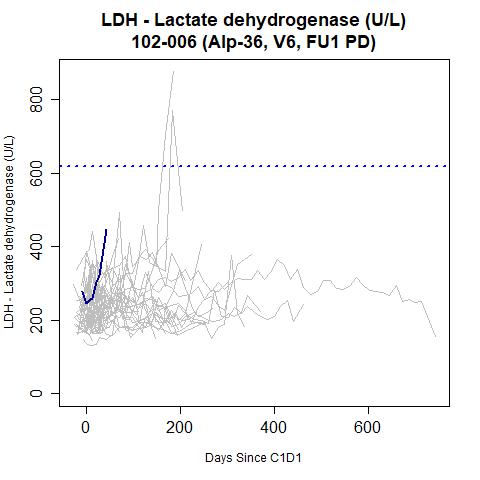 LDH - Lactate dehydrogenase (U/L)
102-006 (Alp-36, V6, FU1 PD)
LDH - Lactate dehydrogenase (U/L)
800
600
400
200
0
0 200 400 600
Days Since C1D1